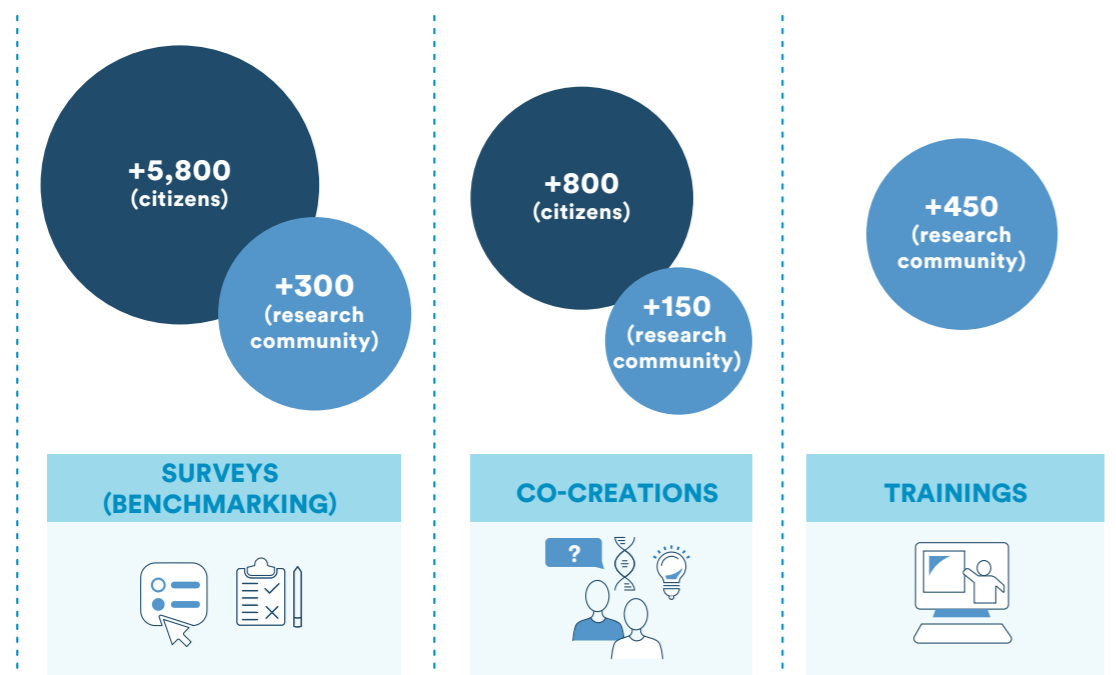 +5,800
(citizens)
+300
(research
community)
SURVEYS
(BENCHMARKING)
+800
(citizens)
+150
(research
community)
CO-CREATIONS
?
+450
(research
community)
TRAININGS